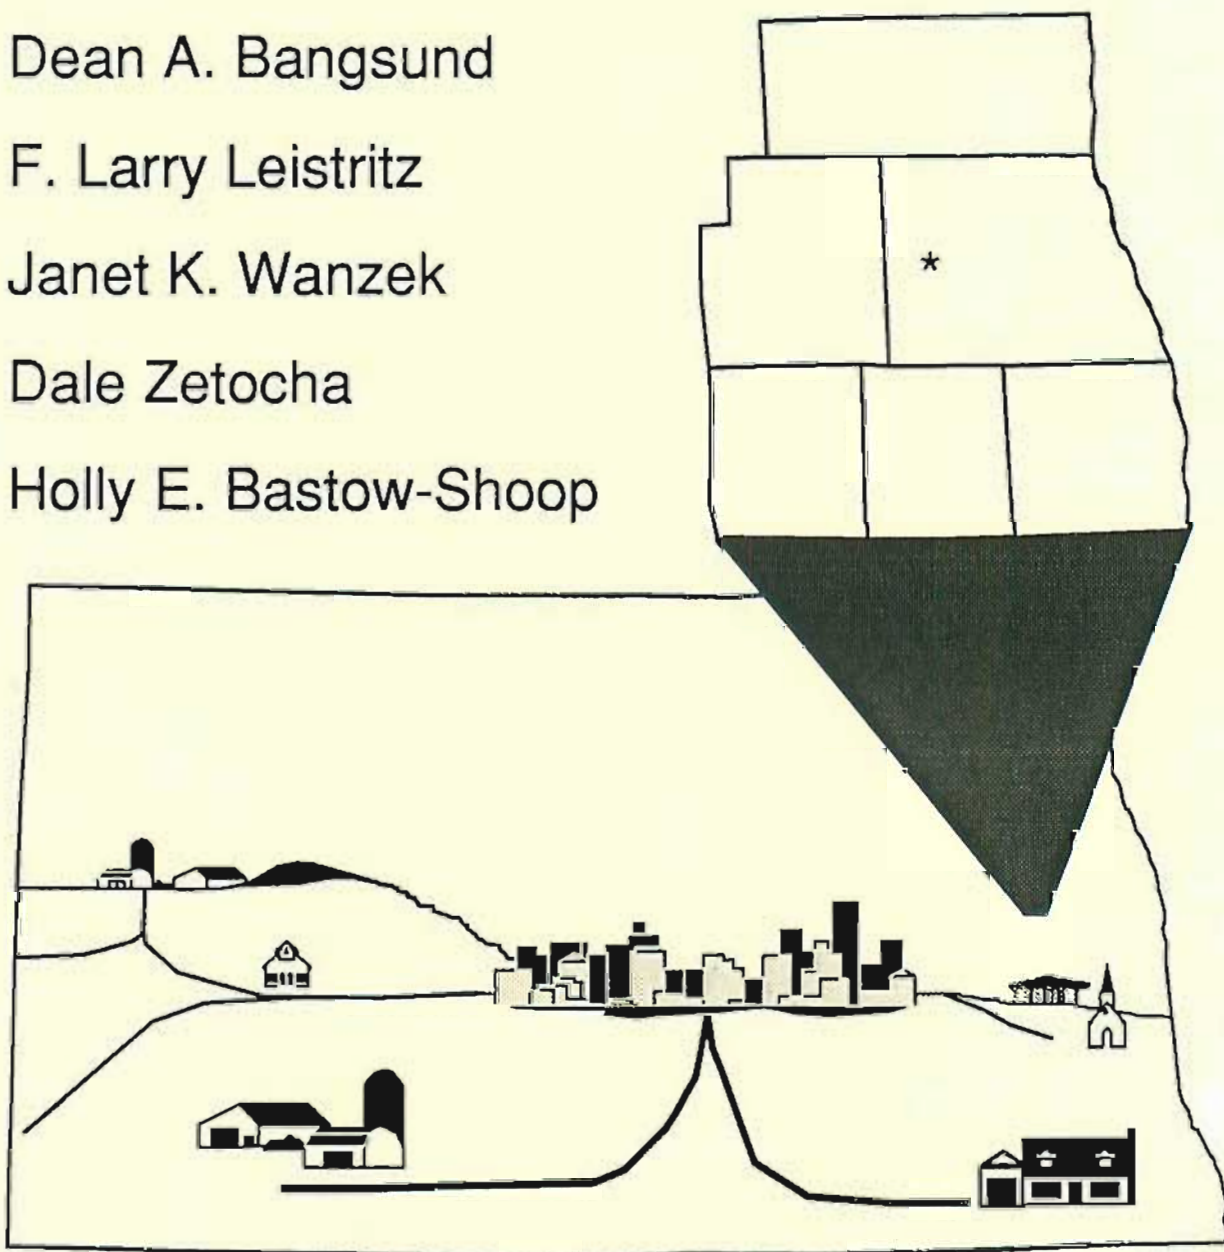 Dean A. Bangsund
F. Larry Leistritz
Janet K. Wanzek
*
Dale Zetocha
Holly E. Bastow-Shoop